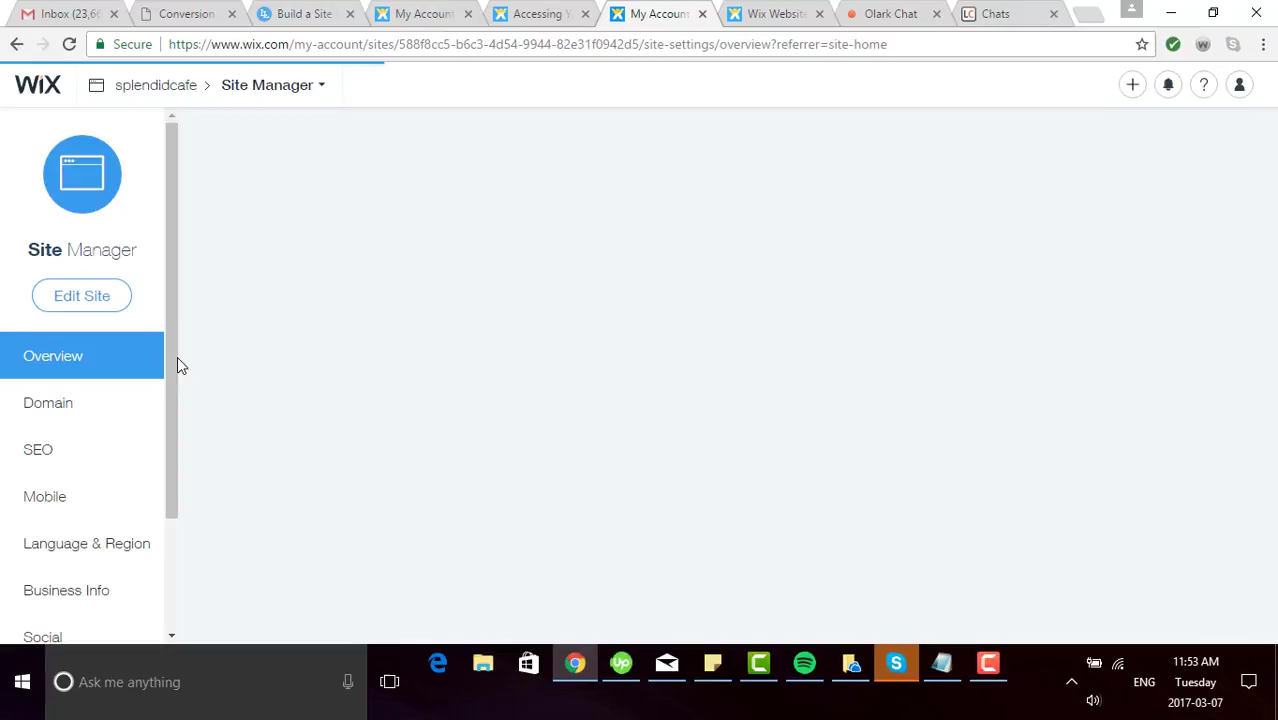 Inbox (23,66
Conversion
Build a Site
My Account
Accessing Y
My Account
Wix Website
Olark Chat
LC Chats
Secure https://www.wix.com/my-account/sites/588f8cc5-b6c3-4d54-9944-82e31f0942d5/site-settings/overview?referrer=site-home
WiX splendidcafe > Site Manager
Site Manager
Edit Site
Overview
Domain
SEO
Mobile
Language & Region
Business Info
Social
Ask me anything
ENG
11:53 AM
Tuesday
2017-03-07